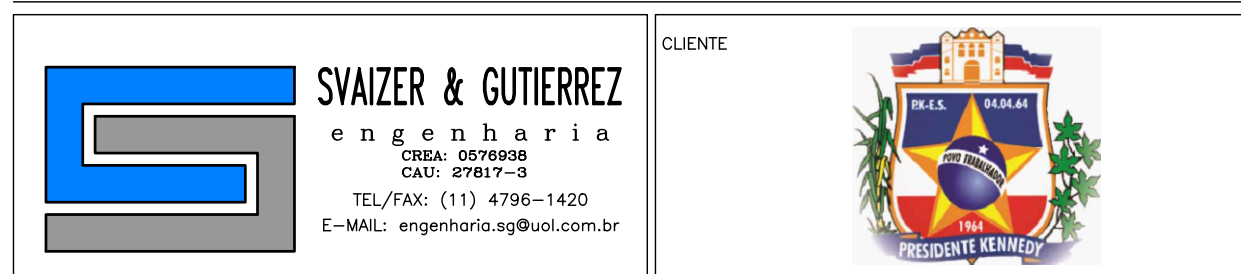 SVAIZER & GUTIERREZ
engenharia
CREA: 0576938
CAU: 27817-3
TEL/FAX: (11) 4796-1420
E-MAIL: engenharia.sg@uol.com.br
CLIENTE
P.K-E.S. 04.04.64
POVO TRABALHADOR
1964
PRESIDENTE KENNEDY